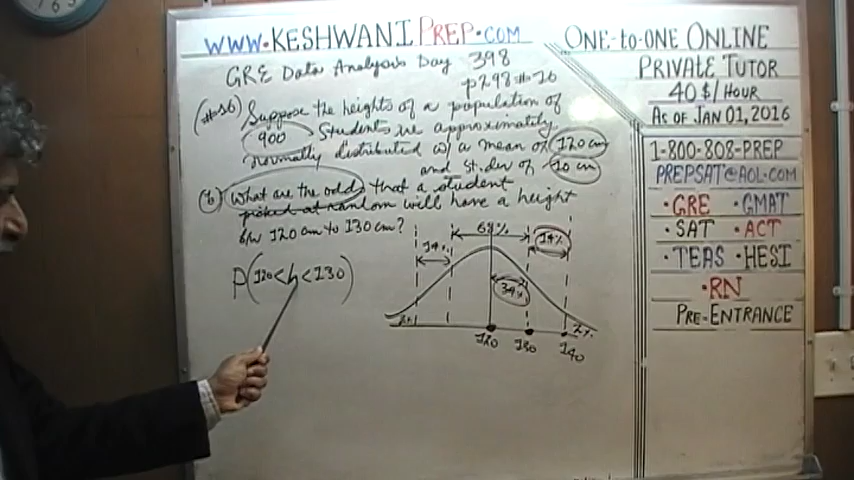 WWW.KESHWANIPREP.COM
GRE Data Analysis Day 398
p298 #20
(#26) Suppose the heights of a population of
900 Students are approximately
normally distributed w/ a mean of 120 cm
and st. dev of 10 cm
(b) What are the odds that a student
picked at random will have a height
b/w 120 cm to 130 cm?
P(120<h<130)
68%
14%
14%
34%
2%
2%
120 130 140
ONE-TO-ONE ONLINE
PRIVATE TUTOR
40 $/HOUR
AS OF JAN 01, 2016
1-800-808-PREP
PREPSAT@AOL.COM
•GRE •GMAT
•SAT •ACT
•TEAS •HESI
•RN
PRE-ENTRANCE